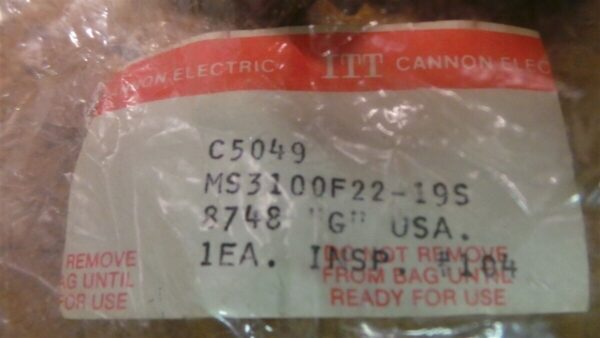 NON ELECTRIC ITT CANNON ELEC
C5049
MS3100F22-19S
8748 "G" USA.
1EA. INSP. #104
REMOVE
AG UNTIL
FOR USE
DO NOT REMOVE
FROM BAG UNTIL
READY FOR USE